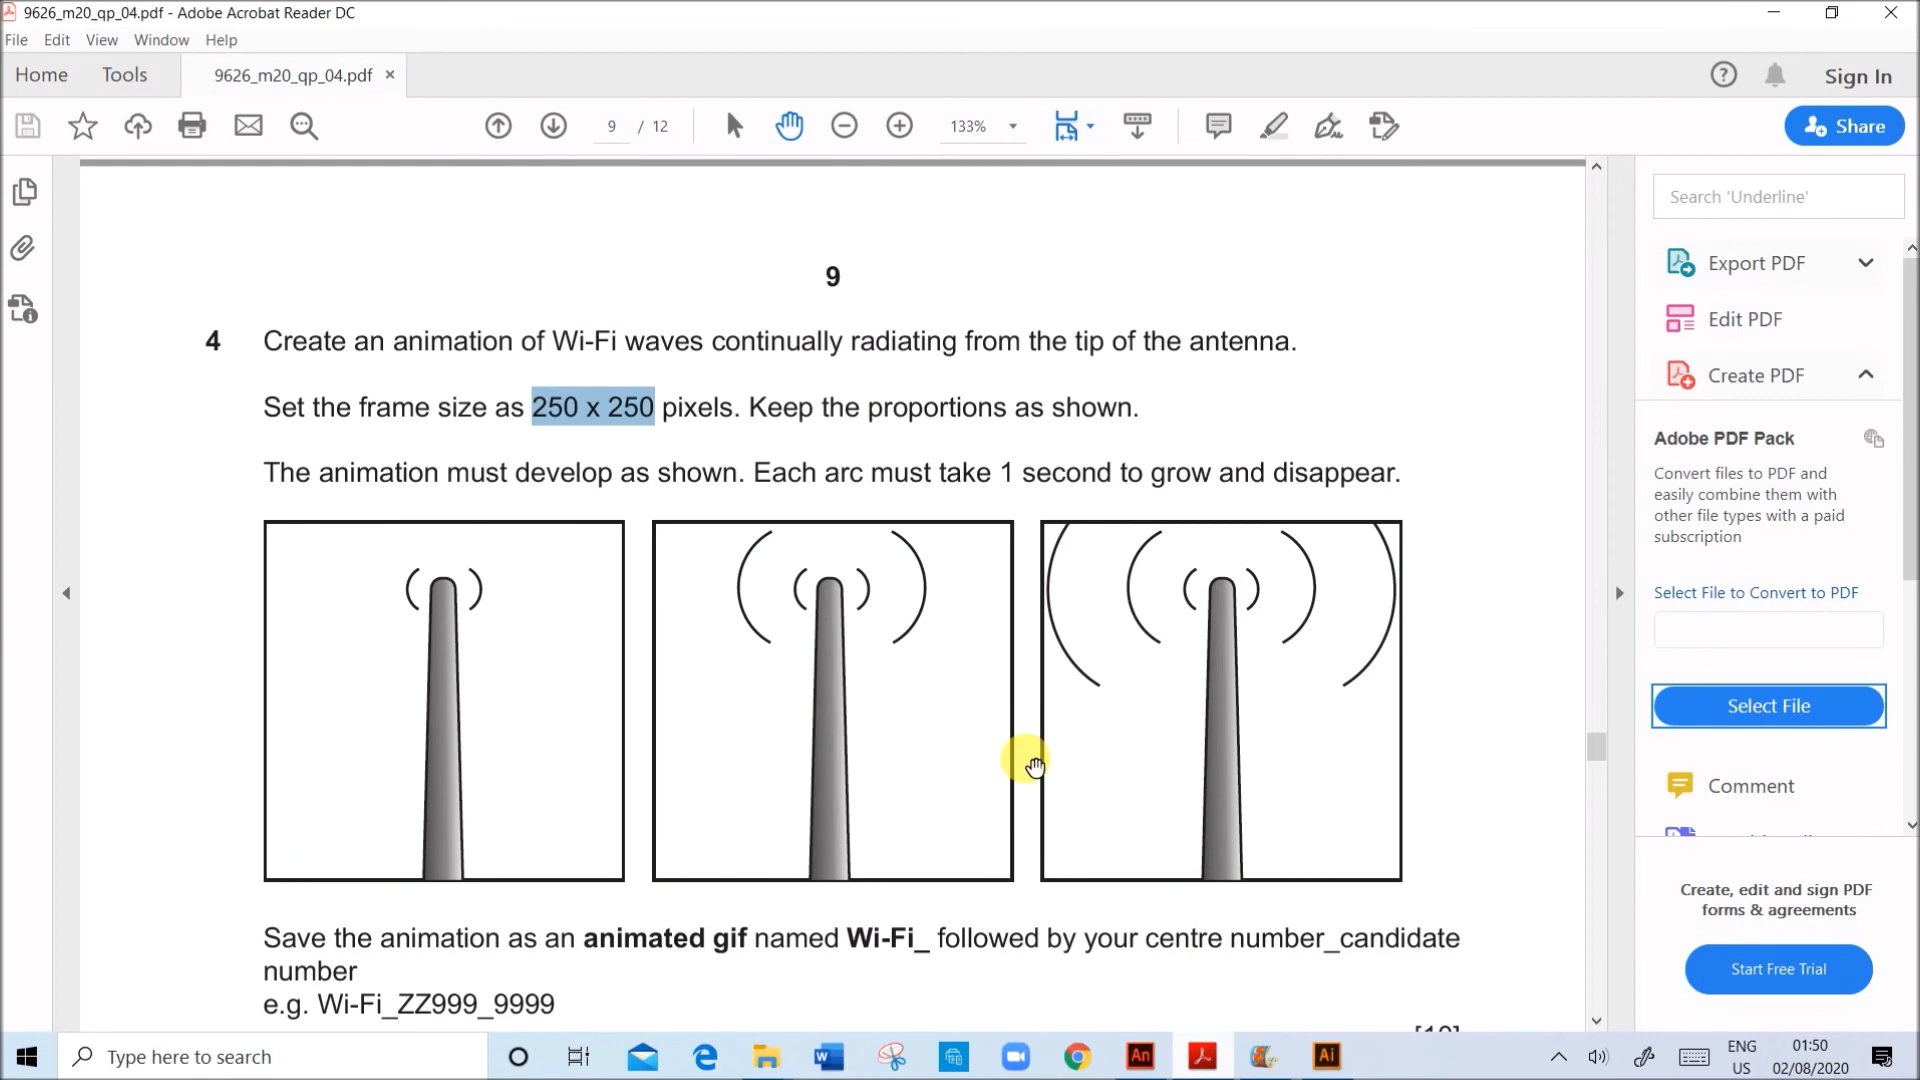 9626_m20_qp_04.pdf - Adobe Acrobat Reader DC
File Edit View Window Help
Home Tools 9626_m20_qp_04.pdf × Sign In
9 / 12 133% Share
Search 'Underline'
Export PDF
Edit PDF
Create PDF
Adobe PDF Pack
Convert files to PDF and
easily combine them with
other file types with a paid
subscription
Select File to Convert to PDF
Select File
Comment
Create, edit and sign PDF
forms & agreements
Start Free Trial
9
4 Create an animation of Wi-Fi waves continually radiating from the tip of the antenna.
Set the frame size as 250 x 250 pixels. Keep the proportions as shown.
The animation must develop as shown. Each arc must take 1 second to grow and disappear.
Save the animation as an animated gif named Wi-Fi_ followed by your centre number_candidate
number
e.g. Wi-Fi_ZZ999_9999
Type here to search
An
Ai
ENG
US
01:50
02/08/2020